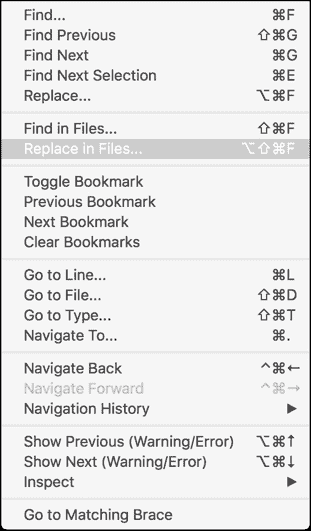 Find... ⌘F
Find Previous ⇧⌘G
Find Next ⌘G
Find Next Selection ⌘E
Replace... ⌥⌘F
Find in Files... ⇧⌘F
Replace in Files... ⌥⇧⌘F
Toggle Bookmark
Previous Bookmark
Next Bookmark
Clear Bookmarks
Go to Line... ⌘L
Go to File... ⇧⌘D
Go to Type... ⇧⌘T
Navigate To... ⌘.
Navigate Back ^⌘←
Navigate Forward ^⌘→
Navigation History ▶
Show Previous (Warning/Error) ⌥⌘↑
Show Next (Warning/Error) ⌥⌘↓
Inspect ▶
Go to Matching Brace